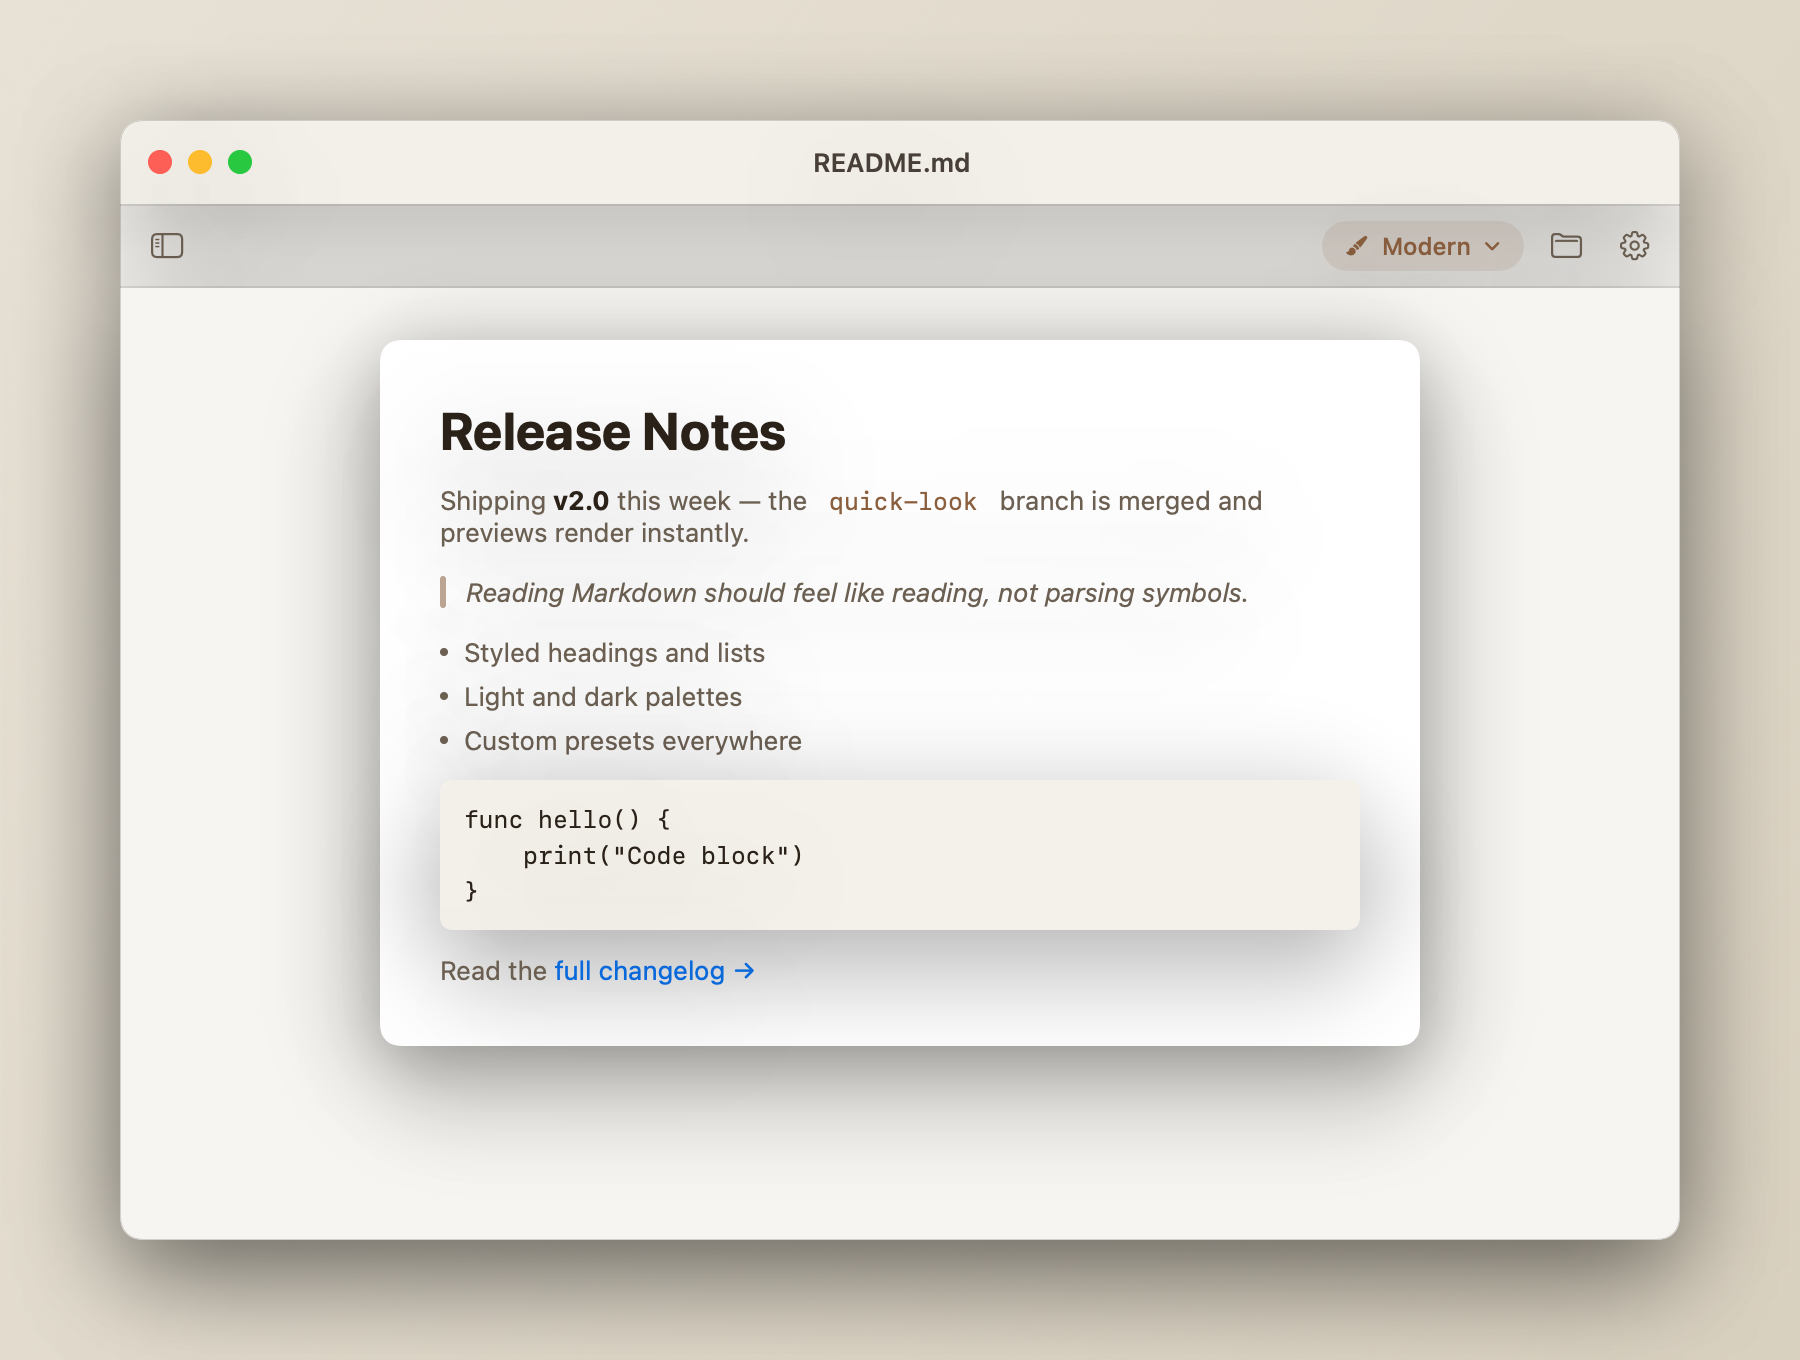 README.md
Modern
Release Notes
Shipping v2.0 this week — the quick-look branch is merged and
previews render instantly.
Reading Markdown should feel like reading, not parsing symbols.
• Styled headings and lists
• Light and dark palettes
• Custom presets everywhere
func hello() {
    print("Code block")
}
Read the full changelog →